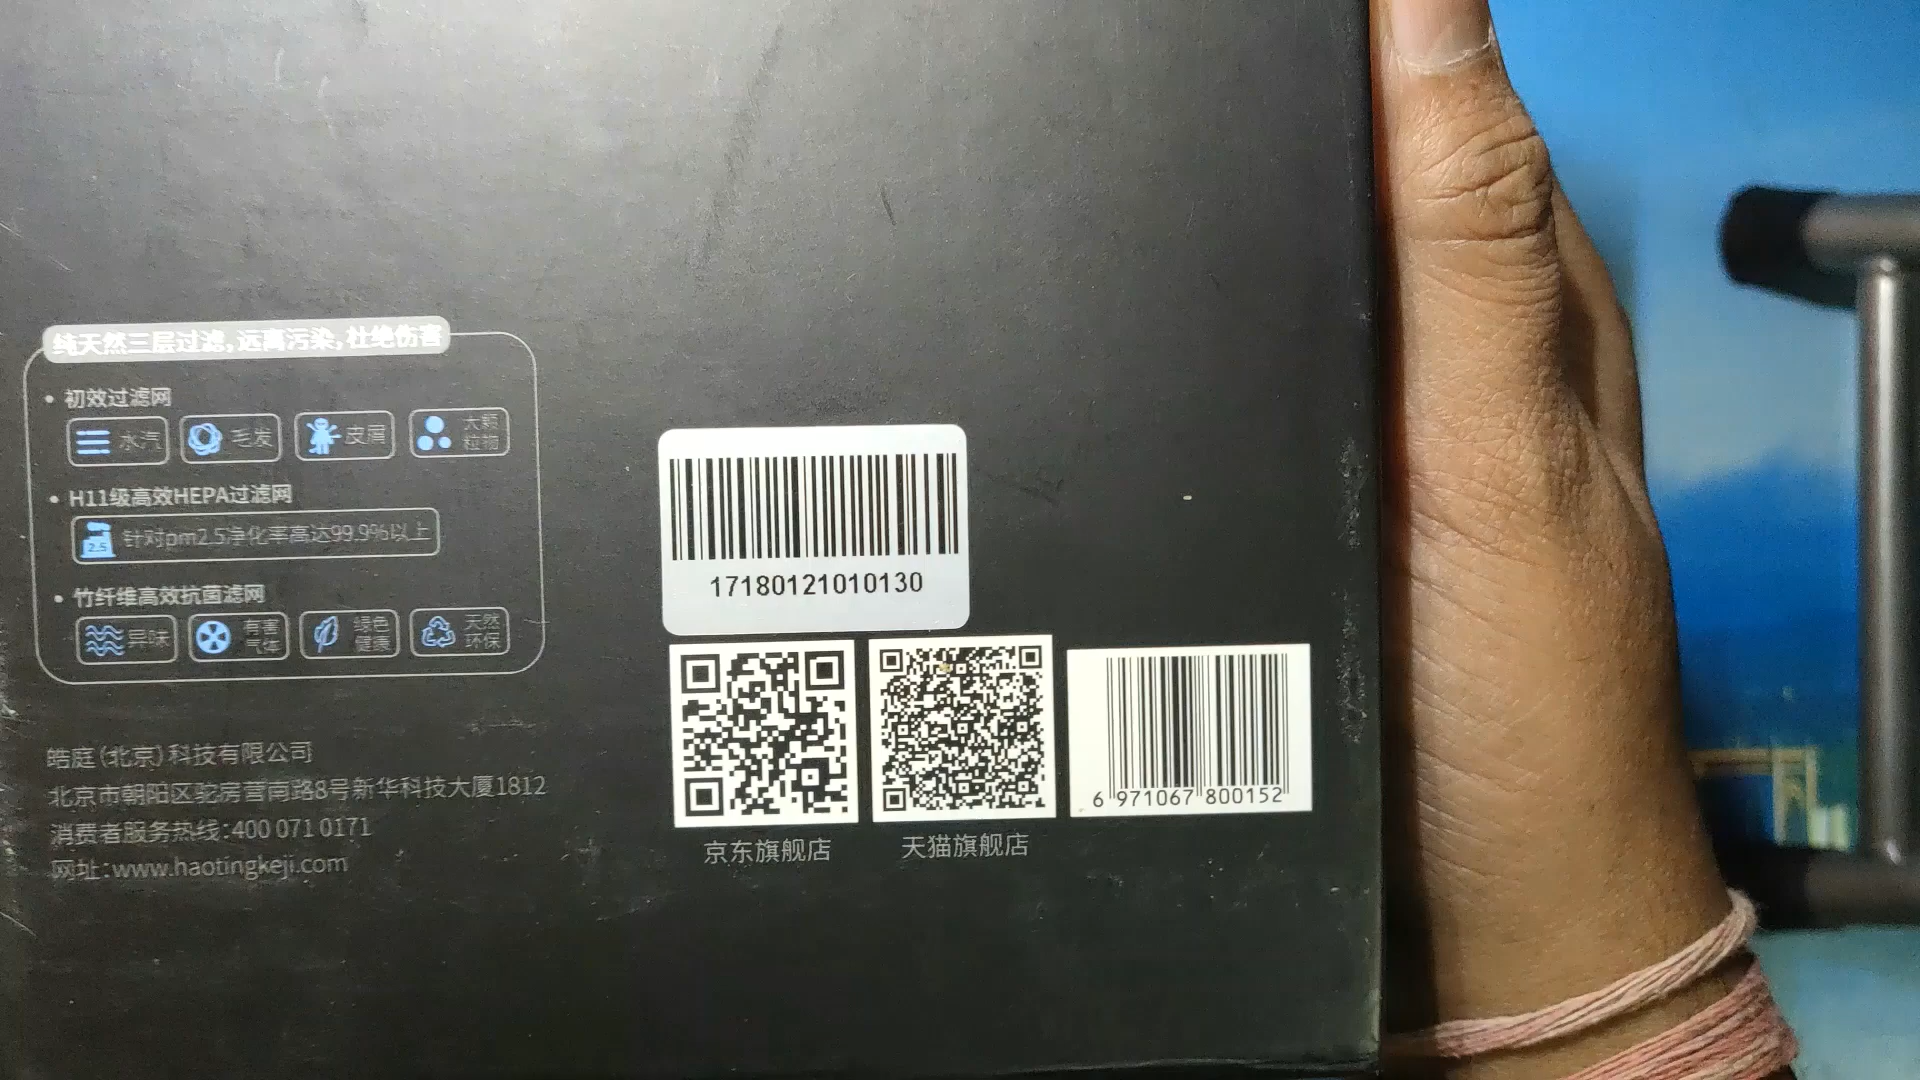 纯天然三层过滤,远离污染,杜绝伤害
• 初效过滤网
水汽
毛发
皮屑
大颗
粒物
• H11级高效HEPA过滤网
2.5
针对pm2.5净化率高达99.9%以上
• 竹纤维高效抗菌滤网
异味
有害
气体
绿色
健康
天然
环保
皓庭(北京)科技有限公司
北京市朝阳区驼房营南路8号新华科技大厦1812
消费者服务热线:400 071 0171
网址:www.haotingkeji.com
17180121010130
京东旗舰店
天猫旗舰店
6 971067 800152